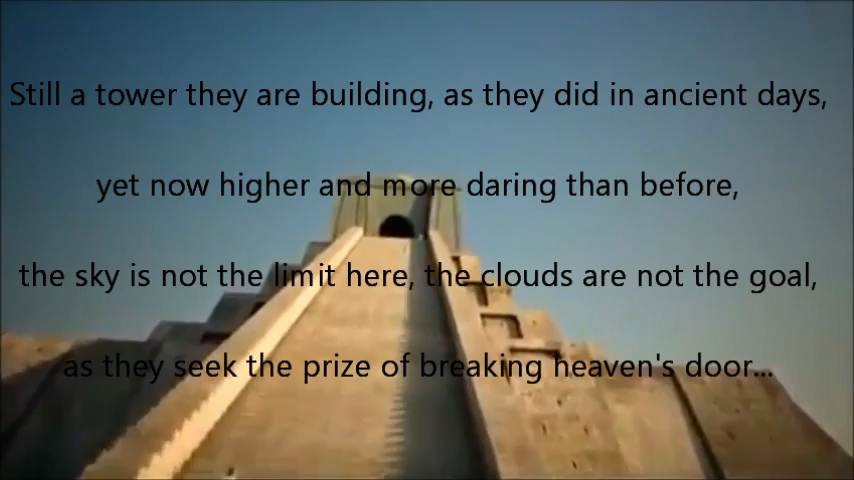 Still a tower they are building, as they did in ancient days,
yet now higher and more daring than before,
the sky is not the limit here, the clouds are not the goal,
as they seek the prize of breaking heaven's door...